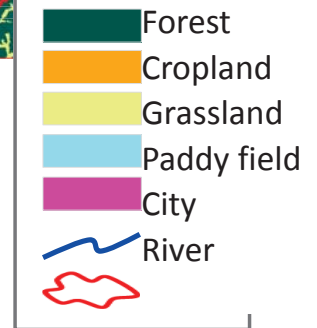 Forest
Cropland
Grassland
Paddy field
City
River